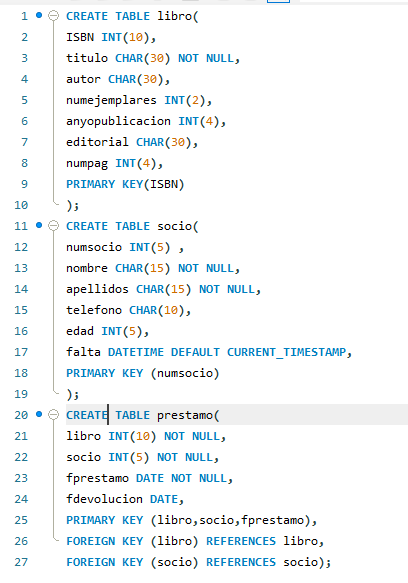 1 CREATE TABLE libro(
2 ISBN INT(10),
3 titulo CHAR(30) NOT NULL,
4 autor CHAR(30),
5 numejemplares INT(2),
6 anyopublicacion INT(4),
7 editorial CHAR(30),
8 numpag INT(4),
9 PRIMARY KEY(ISBN)
10 );
11 CREATE TABLE socio(
12 numsocio INT(5) ,
13 nombre CHAR(15) NOT NULL,
14 apellidos CHAR(15) NOT NULL,
15 telefono CHAR(10),
16 edad INT(5),
17 falta DATETIME DEFAULT CURRENT_TIMESTAMP,
18 PRIMARY KEY (numsocio)
19 );
20 CREATE TABLE prestamo(
21 libro INT(10) NOT NULL,
22 socio INT(5) NOT NULL,
23 fprestamo DATE NOT NULL,
24 fdevolucion DATE,
25 PRIMARY KEY (libro,socio,fprestamo),
26 FOREIGN KEY (libro) REFERENCES libro,
27 FOREIGN KEY (socio) REFERENCES socio);